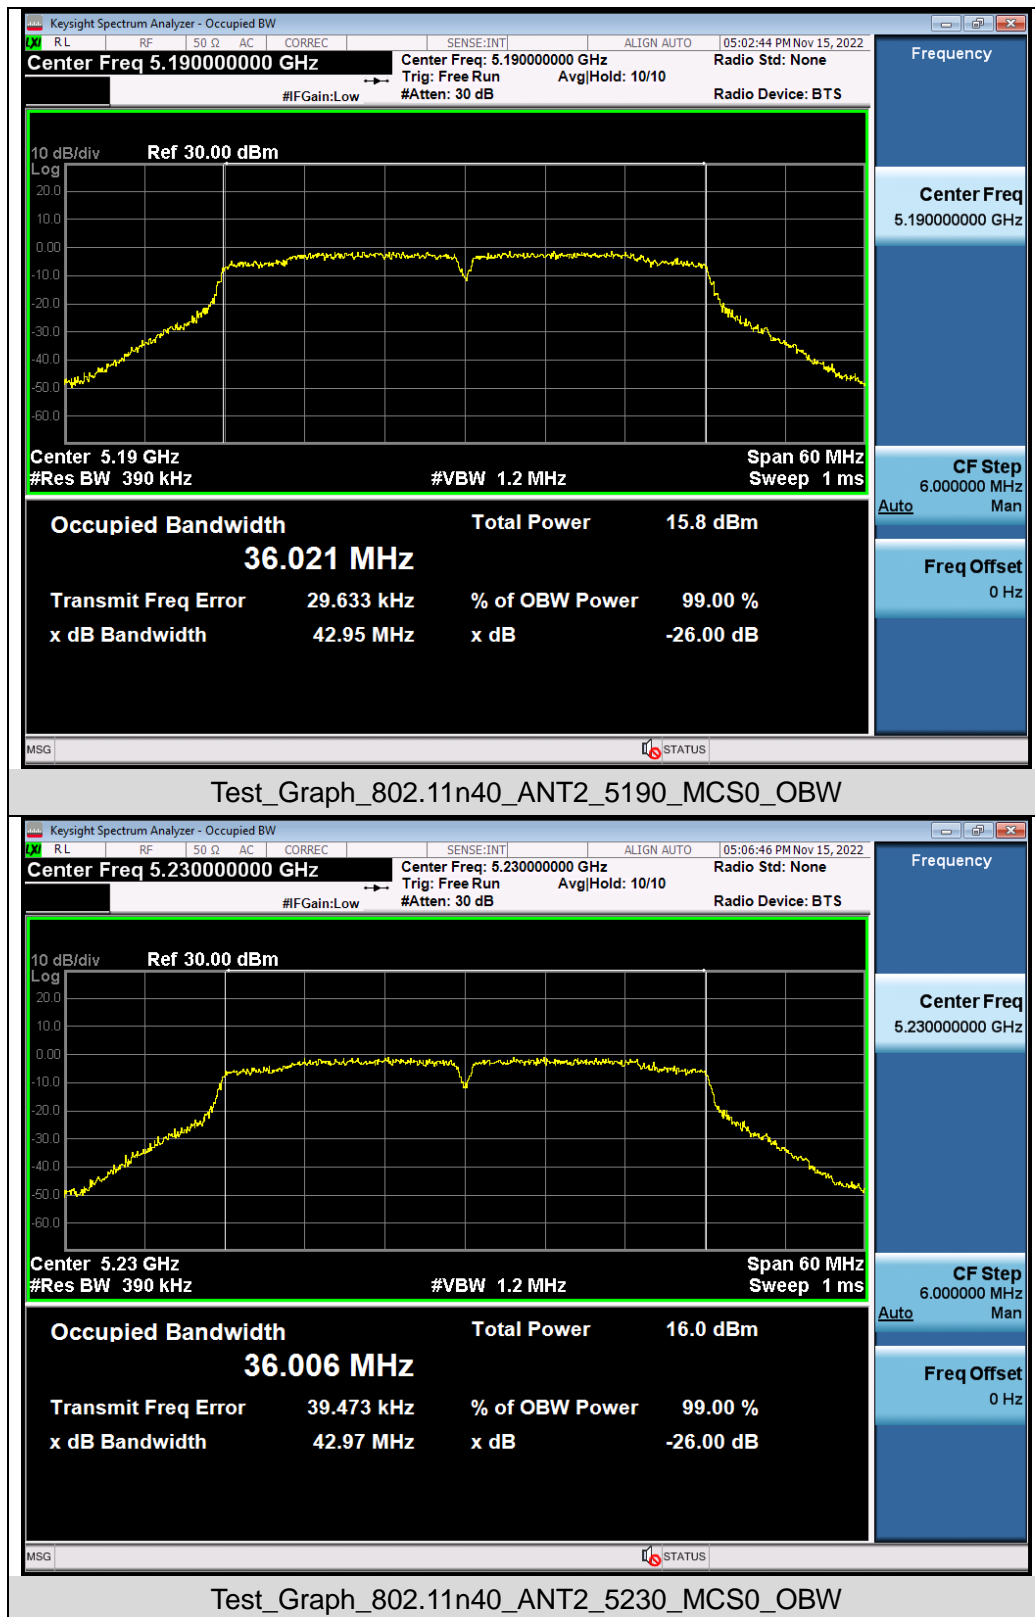 Keysight Spectrum Analyzer - Occupied BW
LXI RL RF 50 Ω AC CORREC SENSE:INT ALIGN AUTO 05:02:44 PM Nov 15, 2022
Center Freq 5.190000000 GHz
Center Freq: 5.190000000 GHz
Radio Std: None
Trig: Free Run Avg|Hold: 10/10
#IFGain:Low
#Atten: 30 dB
Radio Device: BTS
Frequency
10 dB/div Ref 30.00 dBm
Log
20.0
10.0
0.00
-10.0
-20.0
-30.0
-40.0
-50.0
-60.0
Center Freq
5.190000000 GHz
Center 5.19 GHz Span 60 MHz
#Res BW 390 kHz #VBW 1.2 MHz Sweep 1 ms
CF Step
6.000000 MHz
Auto Man
Freq Offset
0 Hz
Occupied Bandwidth Total Power 15.8 dBm
36.021 MHz
Transmit Freq Error 29.633 kHz % of OBW Power 99.00 %
x dB Bandwidth 42.95 MHz x dB -26.00 dB
MSG STATUS
Test_Graph_802.11n40_ANT2_5190_MCS0_OBW
Keysight Spectrum Analyzer - Occupied BW
LXI RL RF 50 Ω AC CORREC SENSE:INT ALIGN AUTO 05:06:46 PM Nov 15, 2022
Center Freq 5.230000000 GHz
Center Freq: 5.230000000 GHz
Radio Std: None
Trig: Free Run Avg|Hold: 10/10
#IFGain:Low
#Atten: 30 dB
Radio Device: BTS
Frequency
10 dB/div Ref 30.00 dBm
Log
20.0
10.0
0.00
-10.0
-20.0
-30.0
-40.0
-50.0
-60.0
Center Freq
5.230000000 GHz
Center 5.23 GHz Span 60 MHz
#Res BW 390 kHz #VBW 1.2 MHz Sweep 1 ms
CF Step
6.000000 MHz
Auto Man
Freq Offset
0 Hz
Occupied Bandwidth Total Power 16.0 dBm
36.006 MHz
Transmit Freq Error 39.473 kHz % of OBW Power 99.00 %
x dB Bandwidth 42.97 MHz x dB -26.00 dB
MSG STATUS
Test_Graph_802.11n40_ANT2_5230_MCS0_OBW